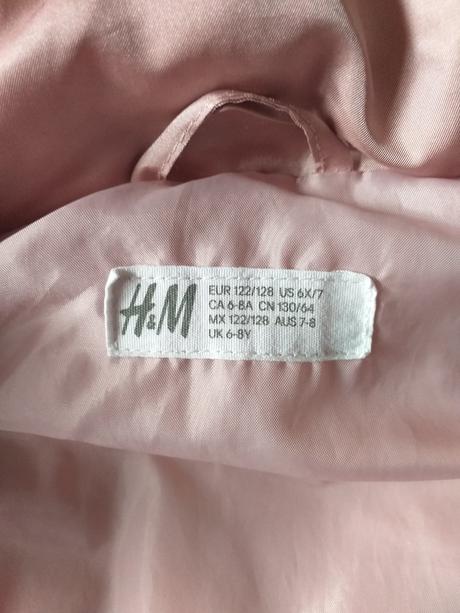 H&M
EUR 122/128 US 6X/7
CA 6-8A CN 130/64
MX 122/128 AUS 7-8
UK 6-8Y